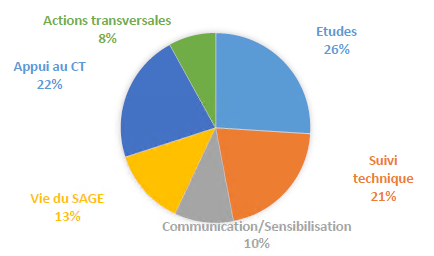 Actions transversales
8%
Etudes
26%
Appui au CT
22%
Suivi
technique
21%
Vie du SAGE
13%
Communication/Sensibilisation
10%